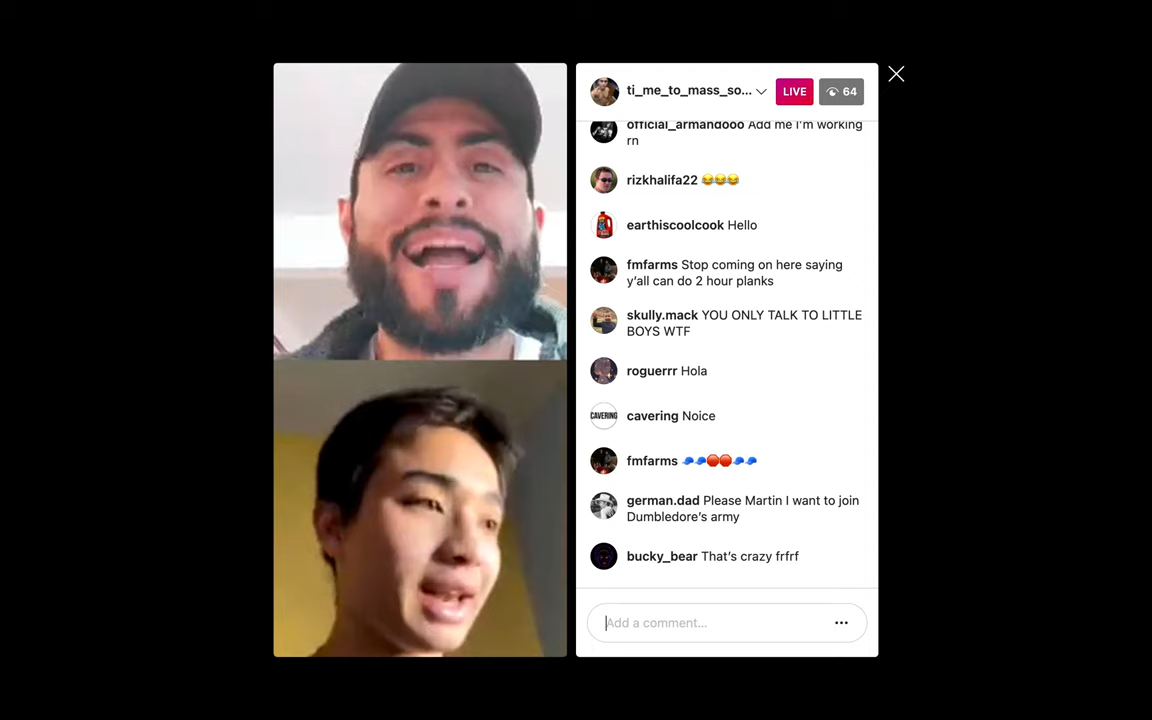 ti_me_to_mass_so... LIVE 64
official_armandooo Add me I'm working
rn
rizkhalifa22 😂😂😂
earthiscoolcook Hello
fmfarms Stop coming on here saying
y'all can do 2 hour planks
skully.mack YOU ONLY TALK TO LITTLE
BOYS WTF
roguerrr Hola
CAVERING
cavering Noice
fmfarms 🧢🧢🛑🛑🧢🧢
german.dad Please Martin I want to join
Dumbledore's army
bucky_bear That's crazy frfrf
Add a comment...